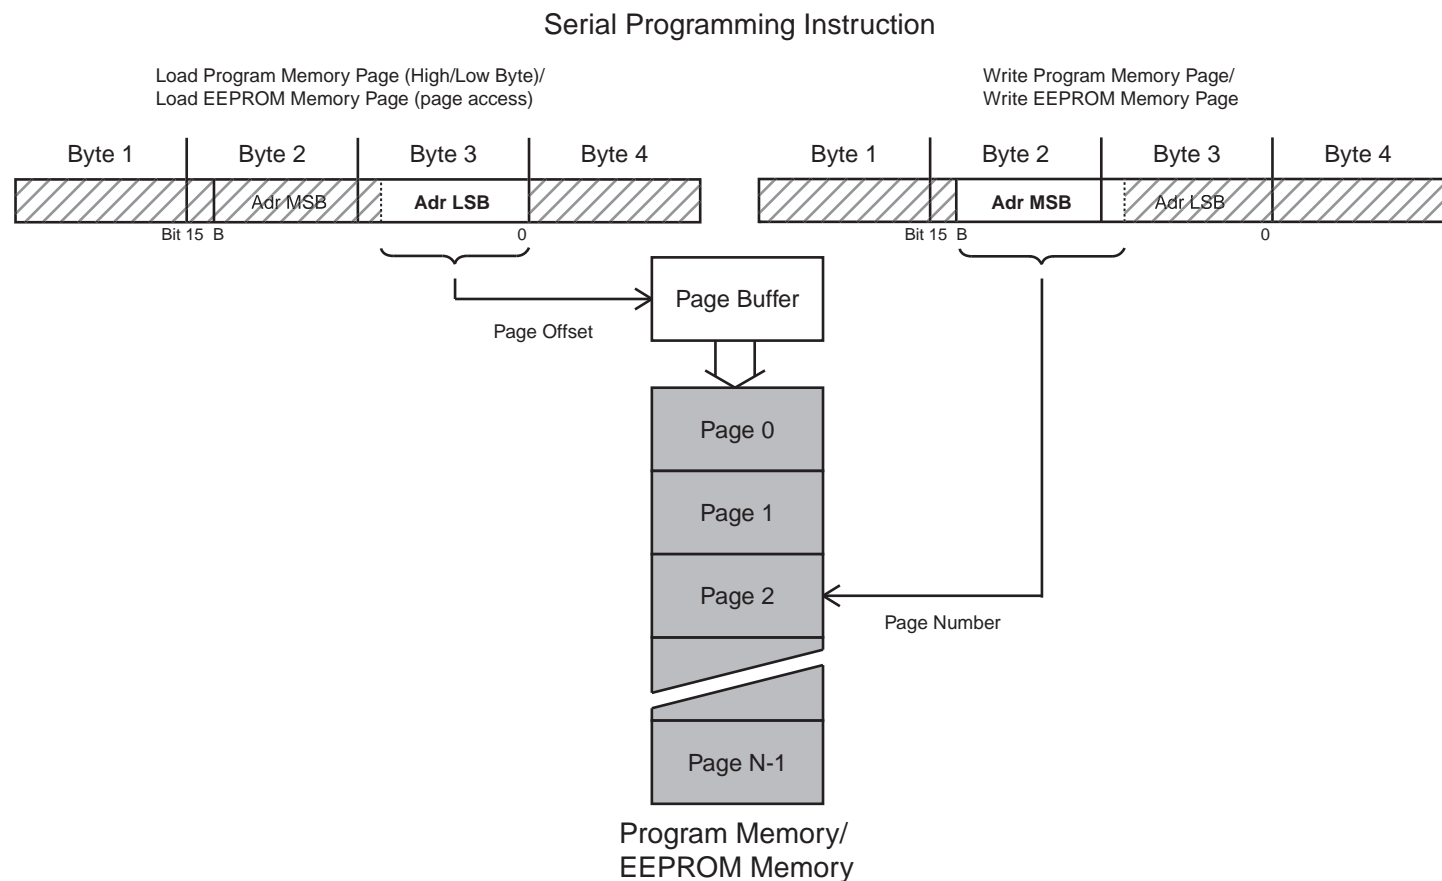 Serial Programming Instruction
Load Program Memory Page (High/Low Byte)/
Load EEPROM Memory Page (page access)
Write Program Memory Page/
Write EEPROM Memory Page
Byte 1 Byte 2 Byte 3 Byte 4
Byte 1 Byte 2 Byte 3 Byte 4
Adr MSB Adr LSB
Adr MSB Adr LSB
Bit 15 B 0
Bit 15 B 0
Page Buffer
Page Offset
Page 0
Page 1
Page 2
Page Number
Page N-1
Program Memory/
EEPROM Memory